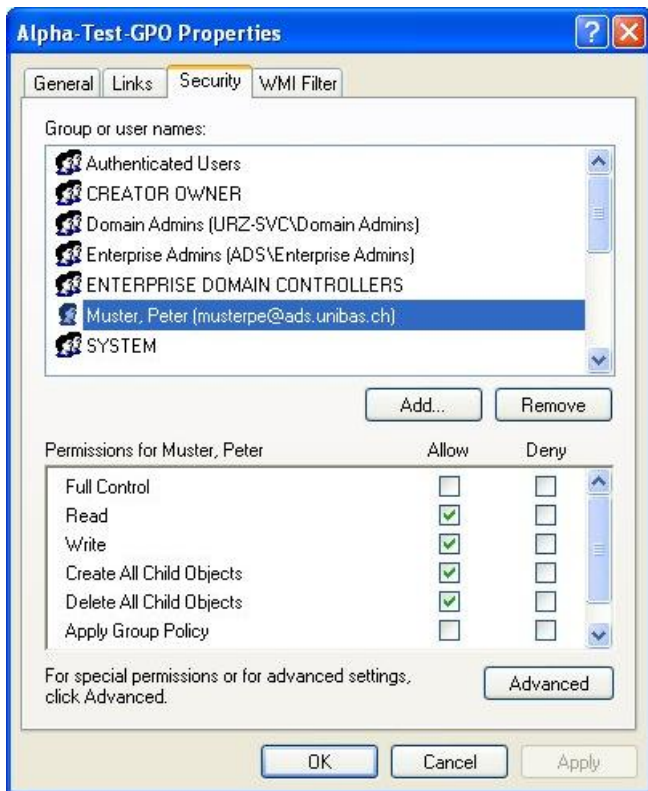 Alpha-Test-GPO Properties
General Links Security WMI Filter
Group or user names:
Authenticated Users
CREATOR OWNER
Domain Admins (URZ-SVC\Domain Admins)
Enterprise Admins (ADS\Enterprise Admins)
ENTERPRISE DOMAIN CONTROLLERS
Muster, Peter (musterpe@ads.unibas.ch)
SYSTEM
Add... Remove
Permissions for Muster, Peter Allow Deny
Full Control
Read
Write
Create All Child Objects
Delete All Child Objects
Apply Group Policy
For special permissions or for advanced settings,
click Advanced.
Advanced
OK Cancel Apply